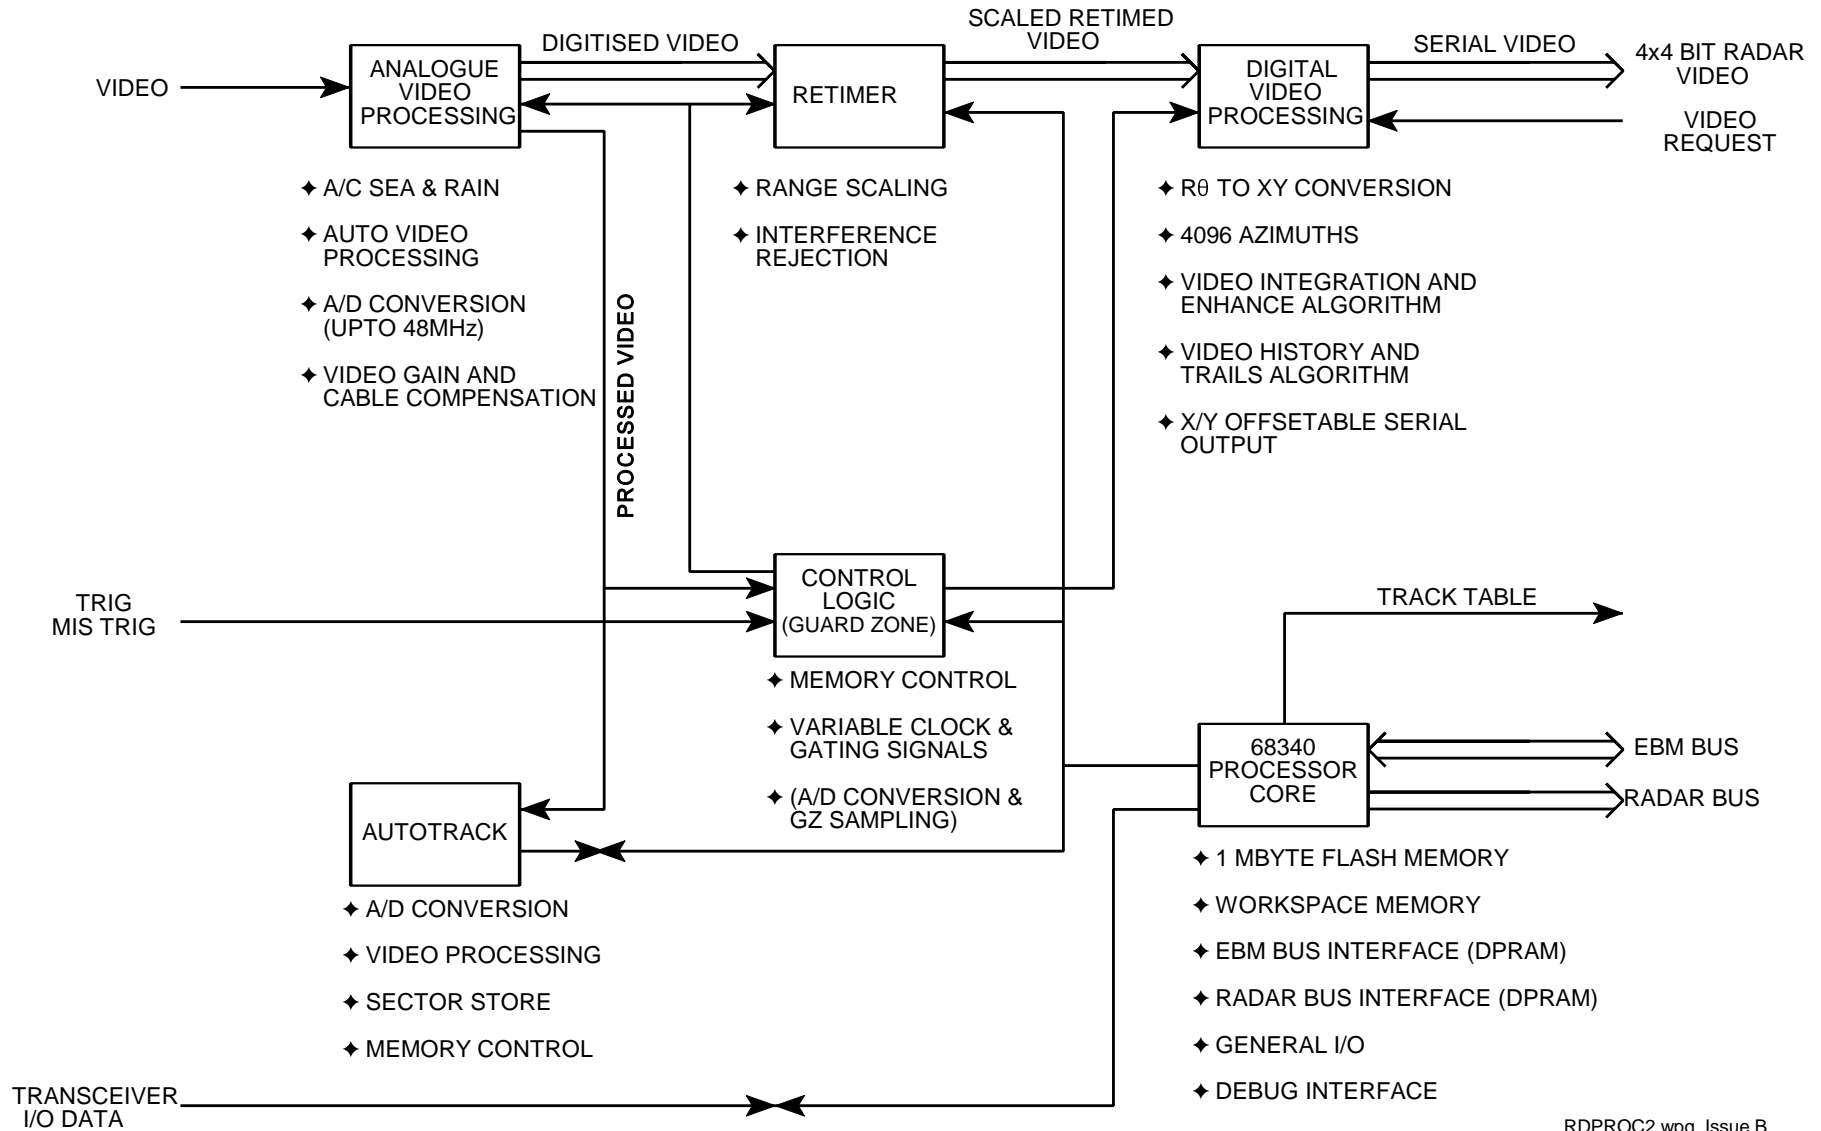 VIDEO
ANALOGUE
VIDEO
PROCESSING
DIGITISED VIDEO
RETIMER
SCALED RETIMED
VIDEO
DIGITAL
VIDEO
PROCESSING
SERIAL VIDEO
4x4 BIT RADAR
VIDEO
VIDEO
REQUEST
✦ A/C SEA & RAIN
✦ AUTO VIDEO
PROCESSING
✦ A/D CONVERSION
(UPTO 48MHz)
✦ VIDEO GAIN AND
CABLE COMPENSATION
PROCESSED VIDEO
✦ RANGE SCALING
✦ INTERFERENCE
REJECTION
✦ Rθ TO XY CONVERSION
✦ 4096 AZIMUTHS
✦ VIDEO INTEGRATION AND
ENHANCE ALGORITHM
✦ VIDEO HISTORY AND
TRAILS ALGORITHM
✦ X/Y OFFSETABLE SERIAL
OUTPUT
TRIG
MIS TRIG
CONTROL
LOGIC
(GUARD ZONE)
✦ MEMORY CONTROL
✦ VARIABLE CLOCK &
GATING SIGNALS
✦ (A/D CONVERSION &
GZ SAMPLING)
TRACK TABLE
68340
PROCESSOR
CORE
EBM BUS
RADAR BUS
AUTOTRACK
✦ A/D CONVERSION
✦ VIDEO PROCESSING
✦ SECTOR STORE
✦ MEMORY CONTROL
✦ 1 MBYTE FLASH MEMORY
✦ WORKSPACE MEMORY
✦ EBM BUS INTERFACE (DPRAM)
✦ RADAR BUS INTERFACE (DPRAM)
✦ GENERAL I/O
✦ DEBUG INTERFACE
TRANSCEIVER
I/O DATA
RDPROC2.wpg Issue B